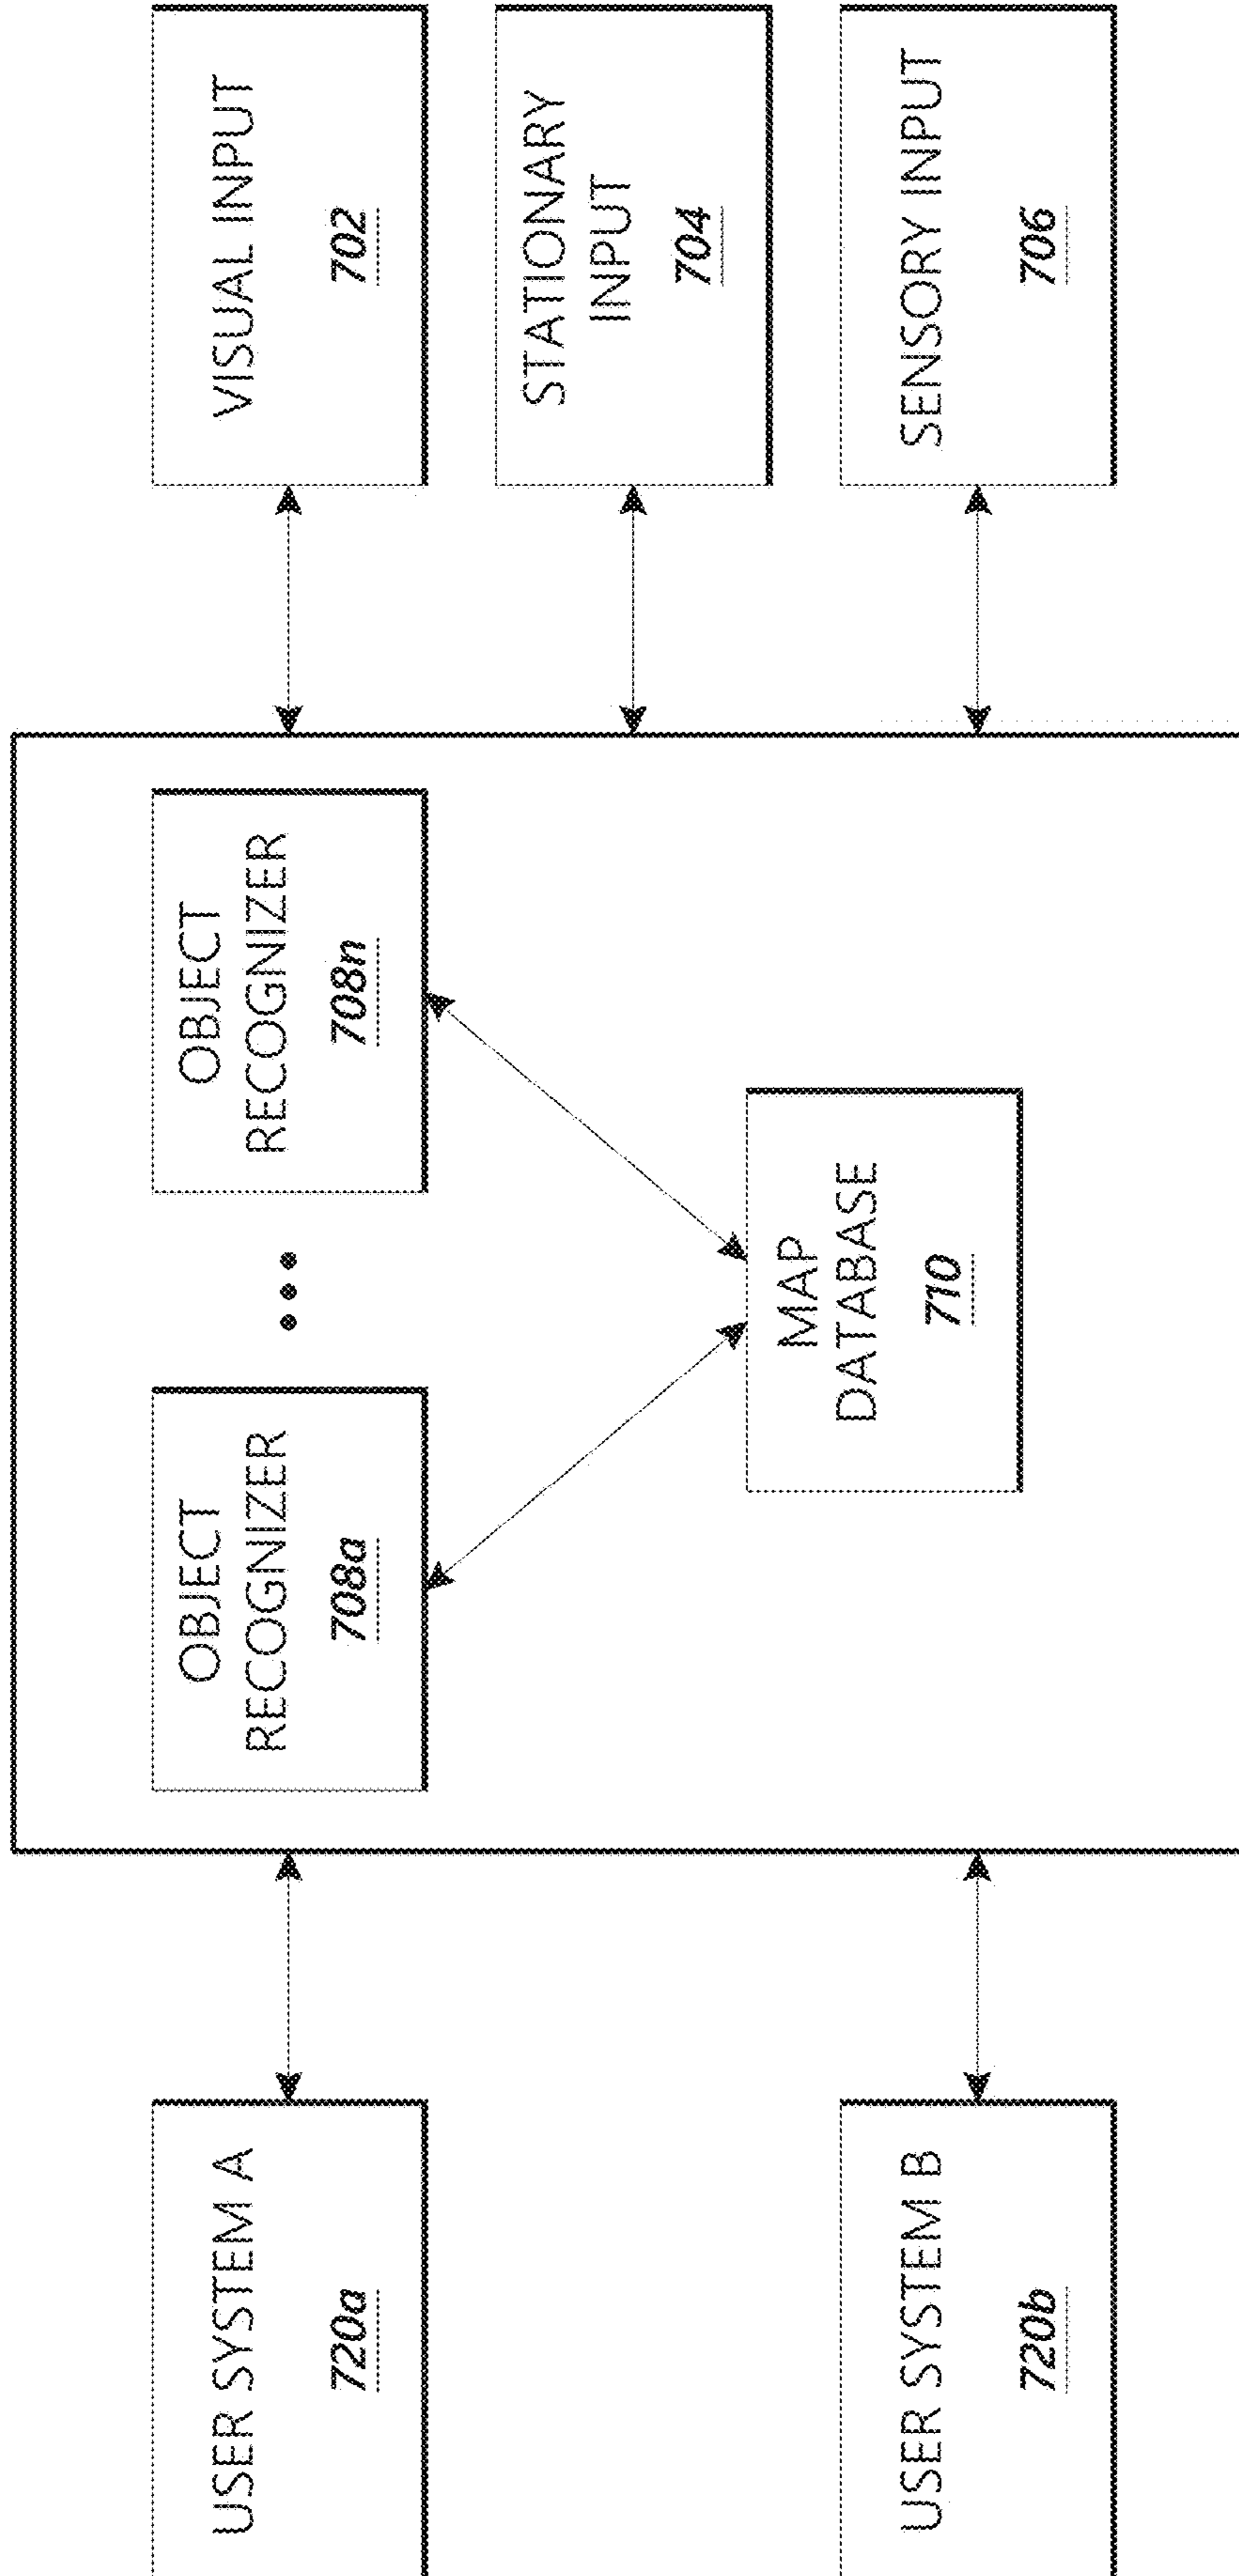 USER SYSTEM A
720a
OBJECT
RECOGNIZER
708a
OBJECT
RECOGNIZER
708n
VISUAL INPUT
702
STATIONARY
INPUT
704
MAP
DATABASE
710
USER SYSTEM B
720b
SENSORY INPUT
706